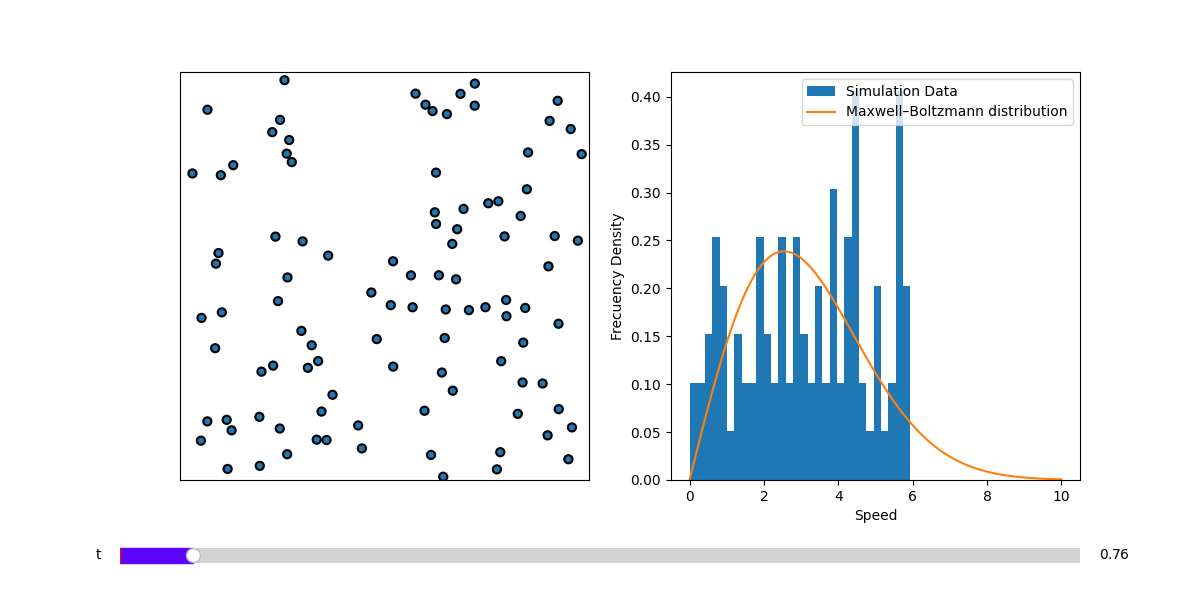 Simulation Data
Maxwell–Boltzmann distribution
0.40
0.35
0.30
0.25
0.20
0.15
0.10
0.05
0.00
Frecuency Density
0 2 4 6 8 10
Speed
t 0.76